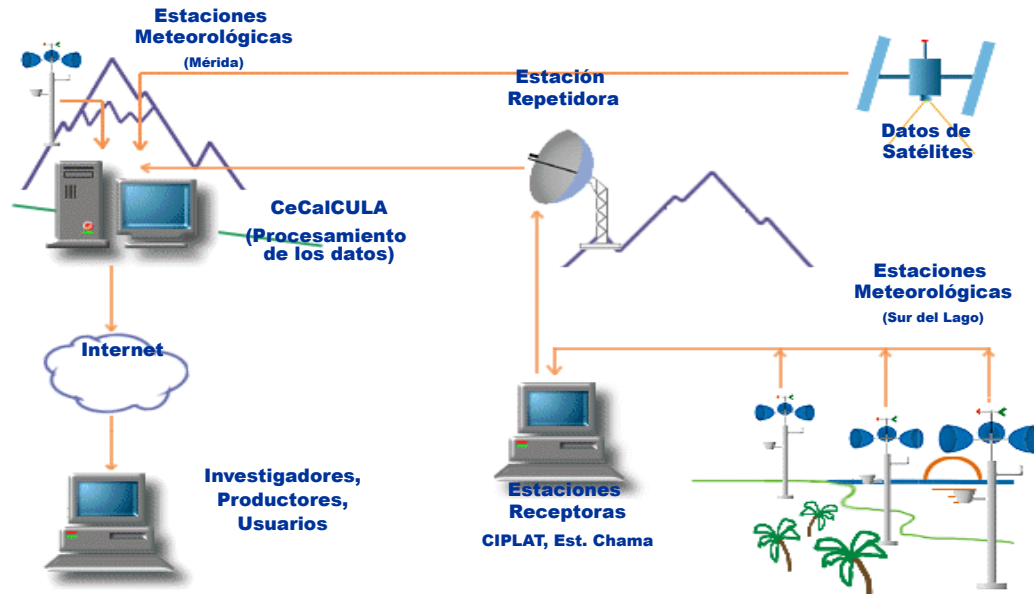 Estaciones
Meteorológicas
(Mérida)
Estación
Repetidora
Datos de
Satélites
CeCalCULA
(Procesamiento
de los datos)
Estaciones
Meteorológicas
(Sur del Lago)
Internet
Investigadores,
Productores,
Usuarios
Estaciones
Receptoras
CIPLAT, Est. Chama